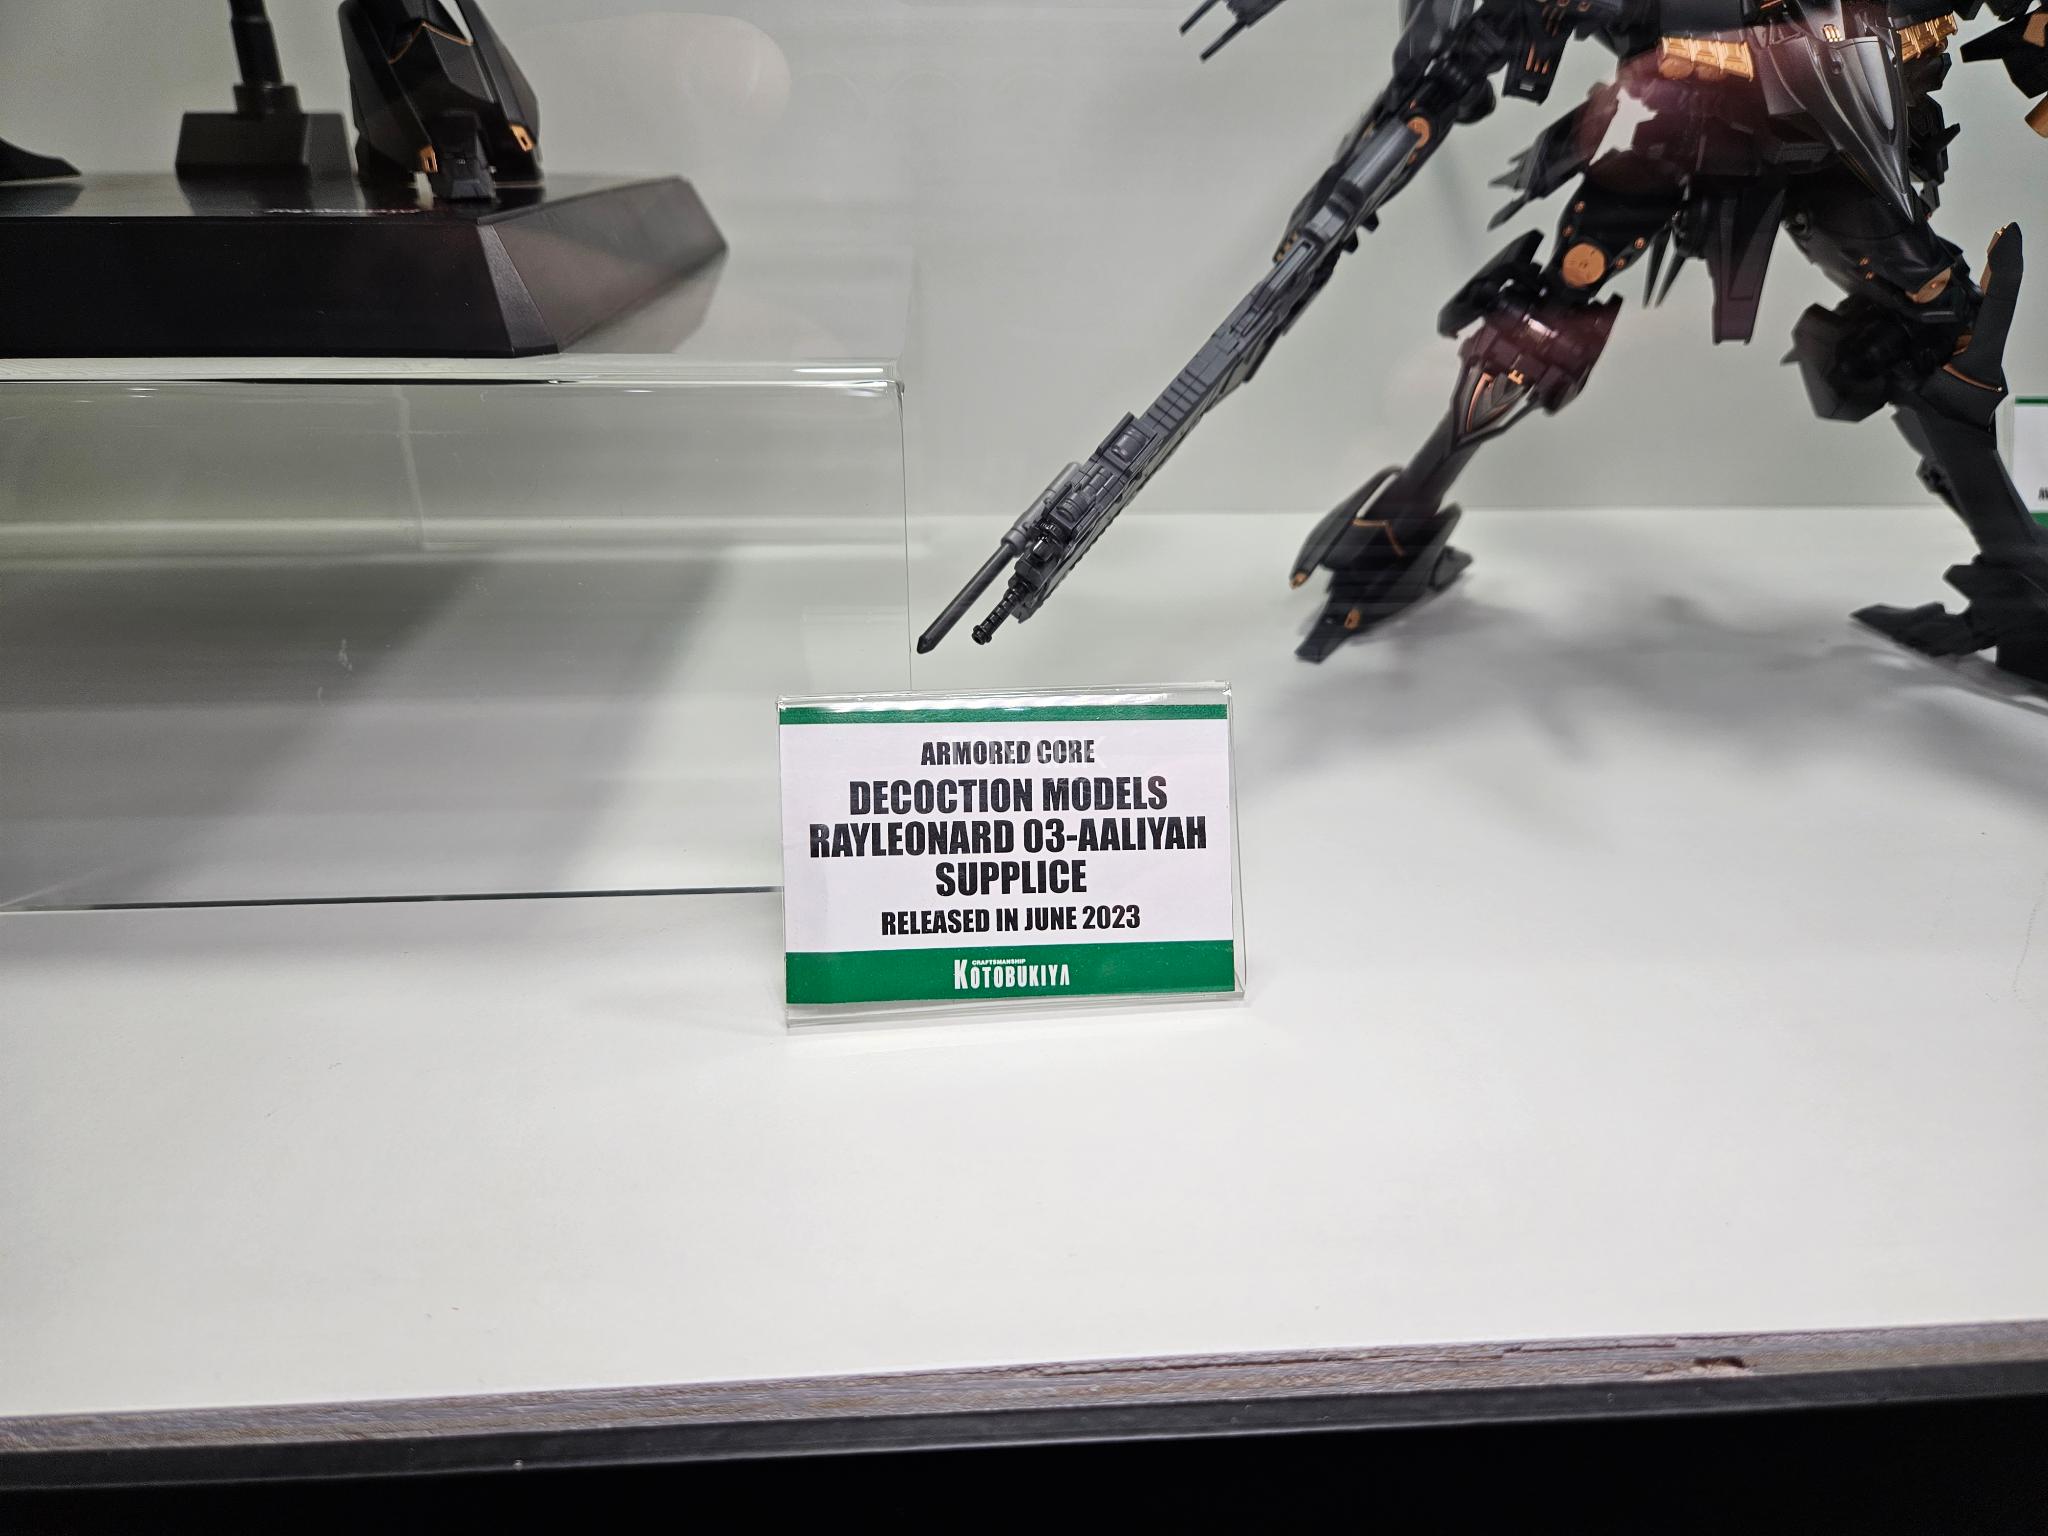 ARMORED CORE
DECOCTION MODELS
RAYLEONARD 03-AALIYAH
SUPPLICE
RELEASED IN JUNE 2023
CRAFTSMANSHIP
KOTOBUKIYA